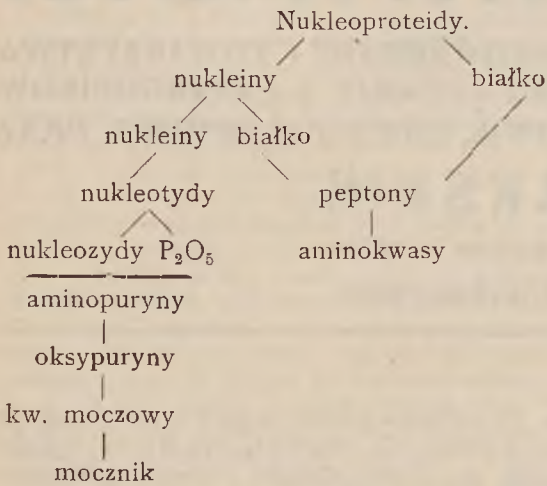 Nukleoproteidy.
nukleiny białko
nukleiny białko
nukleotydy peptony
nukleozydy P₂O₅ aminokwasy
aminopuryny
oksypuryny
kw. moczowy
mocznik